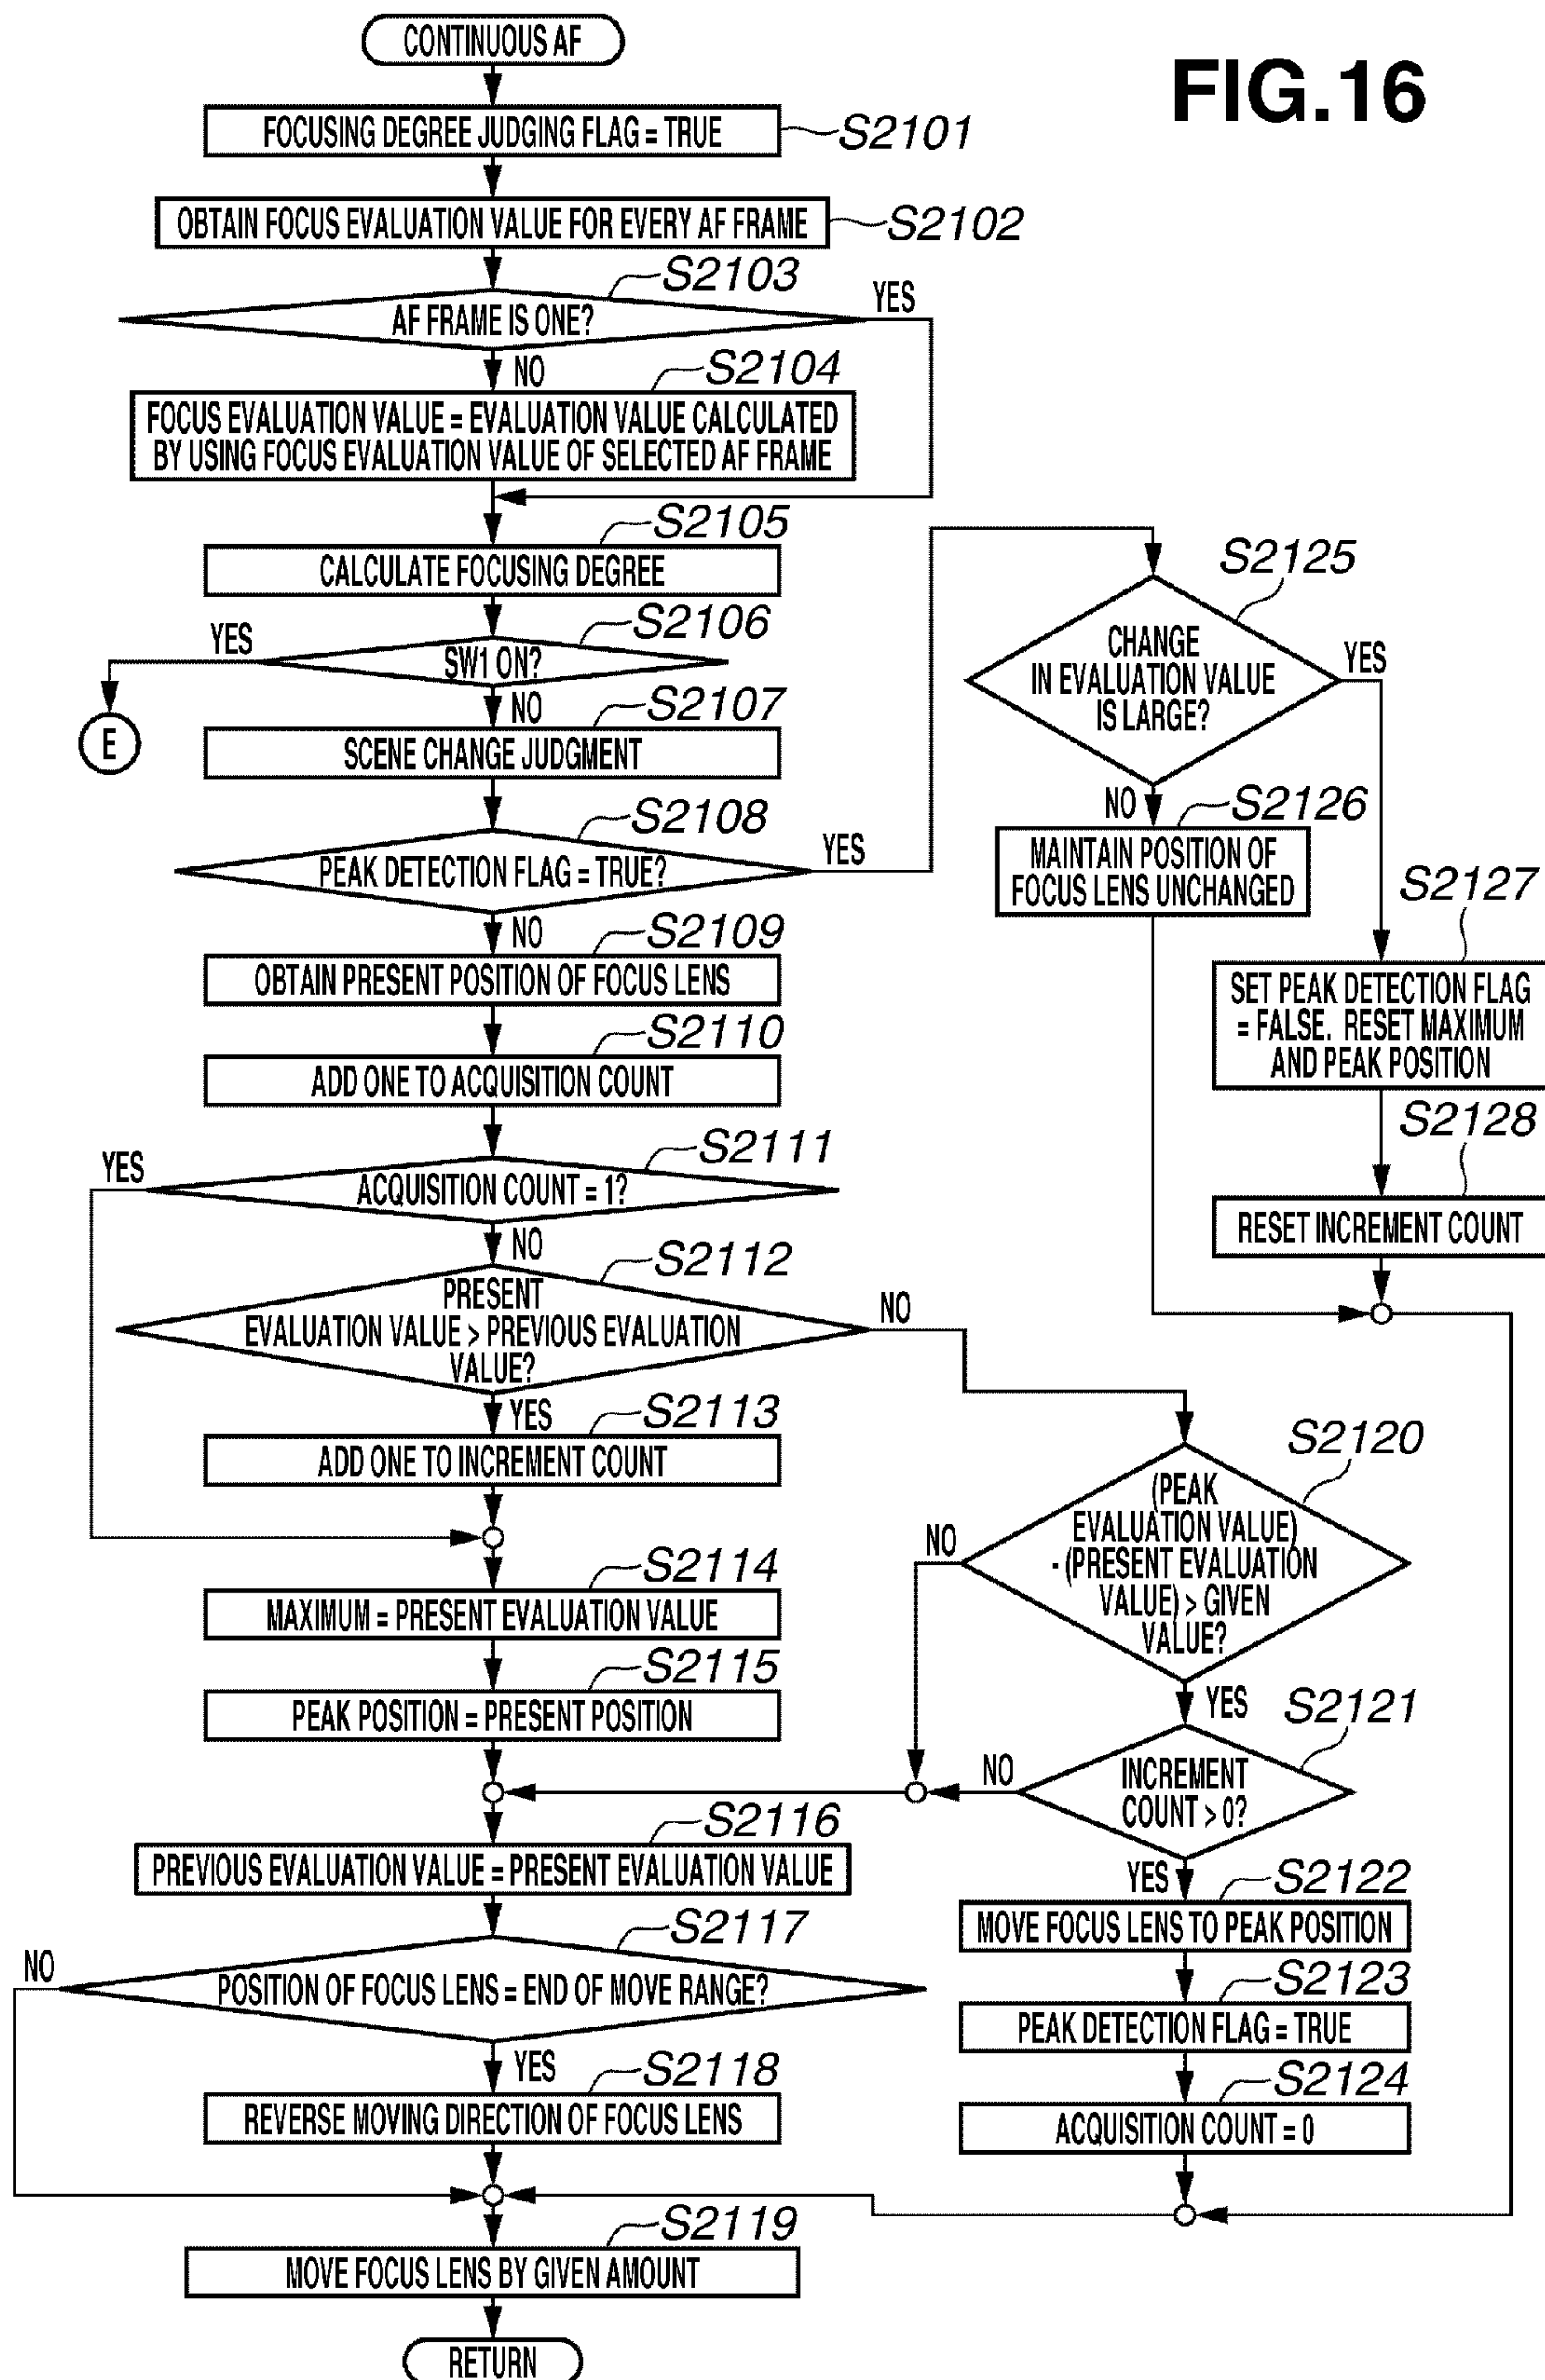 FIG.16
CONTINUOUS AF
FOCUSING DEGREE JUDGING FLAG = TRUE
S2101
OBTAIN FOCUS EVALUATION VALUE FOR EVERY AF FRAME
S2102
S2103
AF FRAME IS ONE?
YES
NO
S2104
FOCUS EVALUATION VALUE = EVALUATION VALUE CALCULATED
BY USING FOCUS EVALUATION VALUE OF SELECTED AF FRAME
S2105
CALCULATE FOCUSING DEGREE
S2106
YES
SW1 ON?
E
NO
S2107
SCENE CHANGE JUDGMENT
S2108
PEAK DETECTION FLAG = TRUE?
YES
NO
S2109
OBTAIN PRESENT POSITION OF FOCUS LENS
S2110
ADD ONE TO ACQUISITION COUNT
S2111
YES
ACQUISITION COUNT = 1?
NO
S2112
PRESENT
EVALUATION VALUE > PREVIOUS EVALUATION
VALUE?
NO
YES
S2113
ADD ONE TO INCREMENT COUNT
S2114
MAXIMUM = PRESENT EVALUATION VALUE
S2115
PEAK POSITION = PRESENT POSITION
S2116
PREVIOUS EVALUATION VALUE = PRESENT EVALUATION VALUE
S2117
NO
POSITION OF FOCUS LENS = END OF MOVE RANGE?
YES
S2118
REVERSE MOVING DIRECTION OF FOCUS LENS
S2119
MOVE FOCUS LENS BY GIVEN AMOUNT
RETURN
S2125
CHANGE
IN EVALUATION VALUE
IS LARGE?
YES
NO
S2126
MAINTAIN POSITION OF
FOCUS LENS UNCHANGED
S2127
SET PEAK DETECTION FLAG
= FALSE. RESET MAXIMUM
AND PEAK POSITION
S2128
RESET INCREMENT COUNT
S2120
(PEAK
EVALUATION VALUE)
- (PRESENT EVALUATION
VALUE) > GIVEN
VALUE?
NO
YES
S2121
INCREMENT
COUNT > 0?
NO
YES
S2122
MOVE FOCUS LENS TO PEAK POSITION
S2123
PEAK DETECTION FLAG = TRUE
S2124
ACQUISITION COUNT = 0